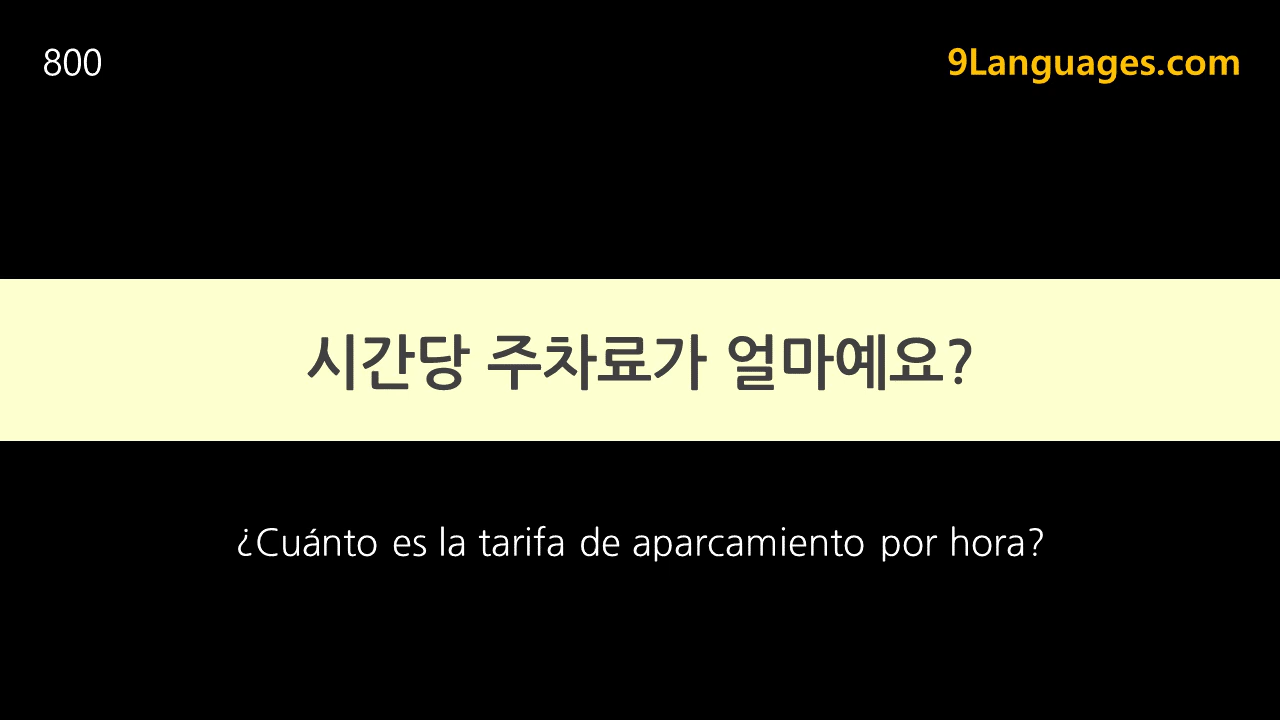 800
9Languages.com
시간당 주차료가 얼마예요?
¿Cuánto es la tarifa de aparcamiento por hora?